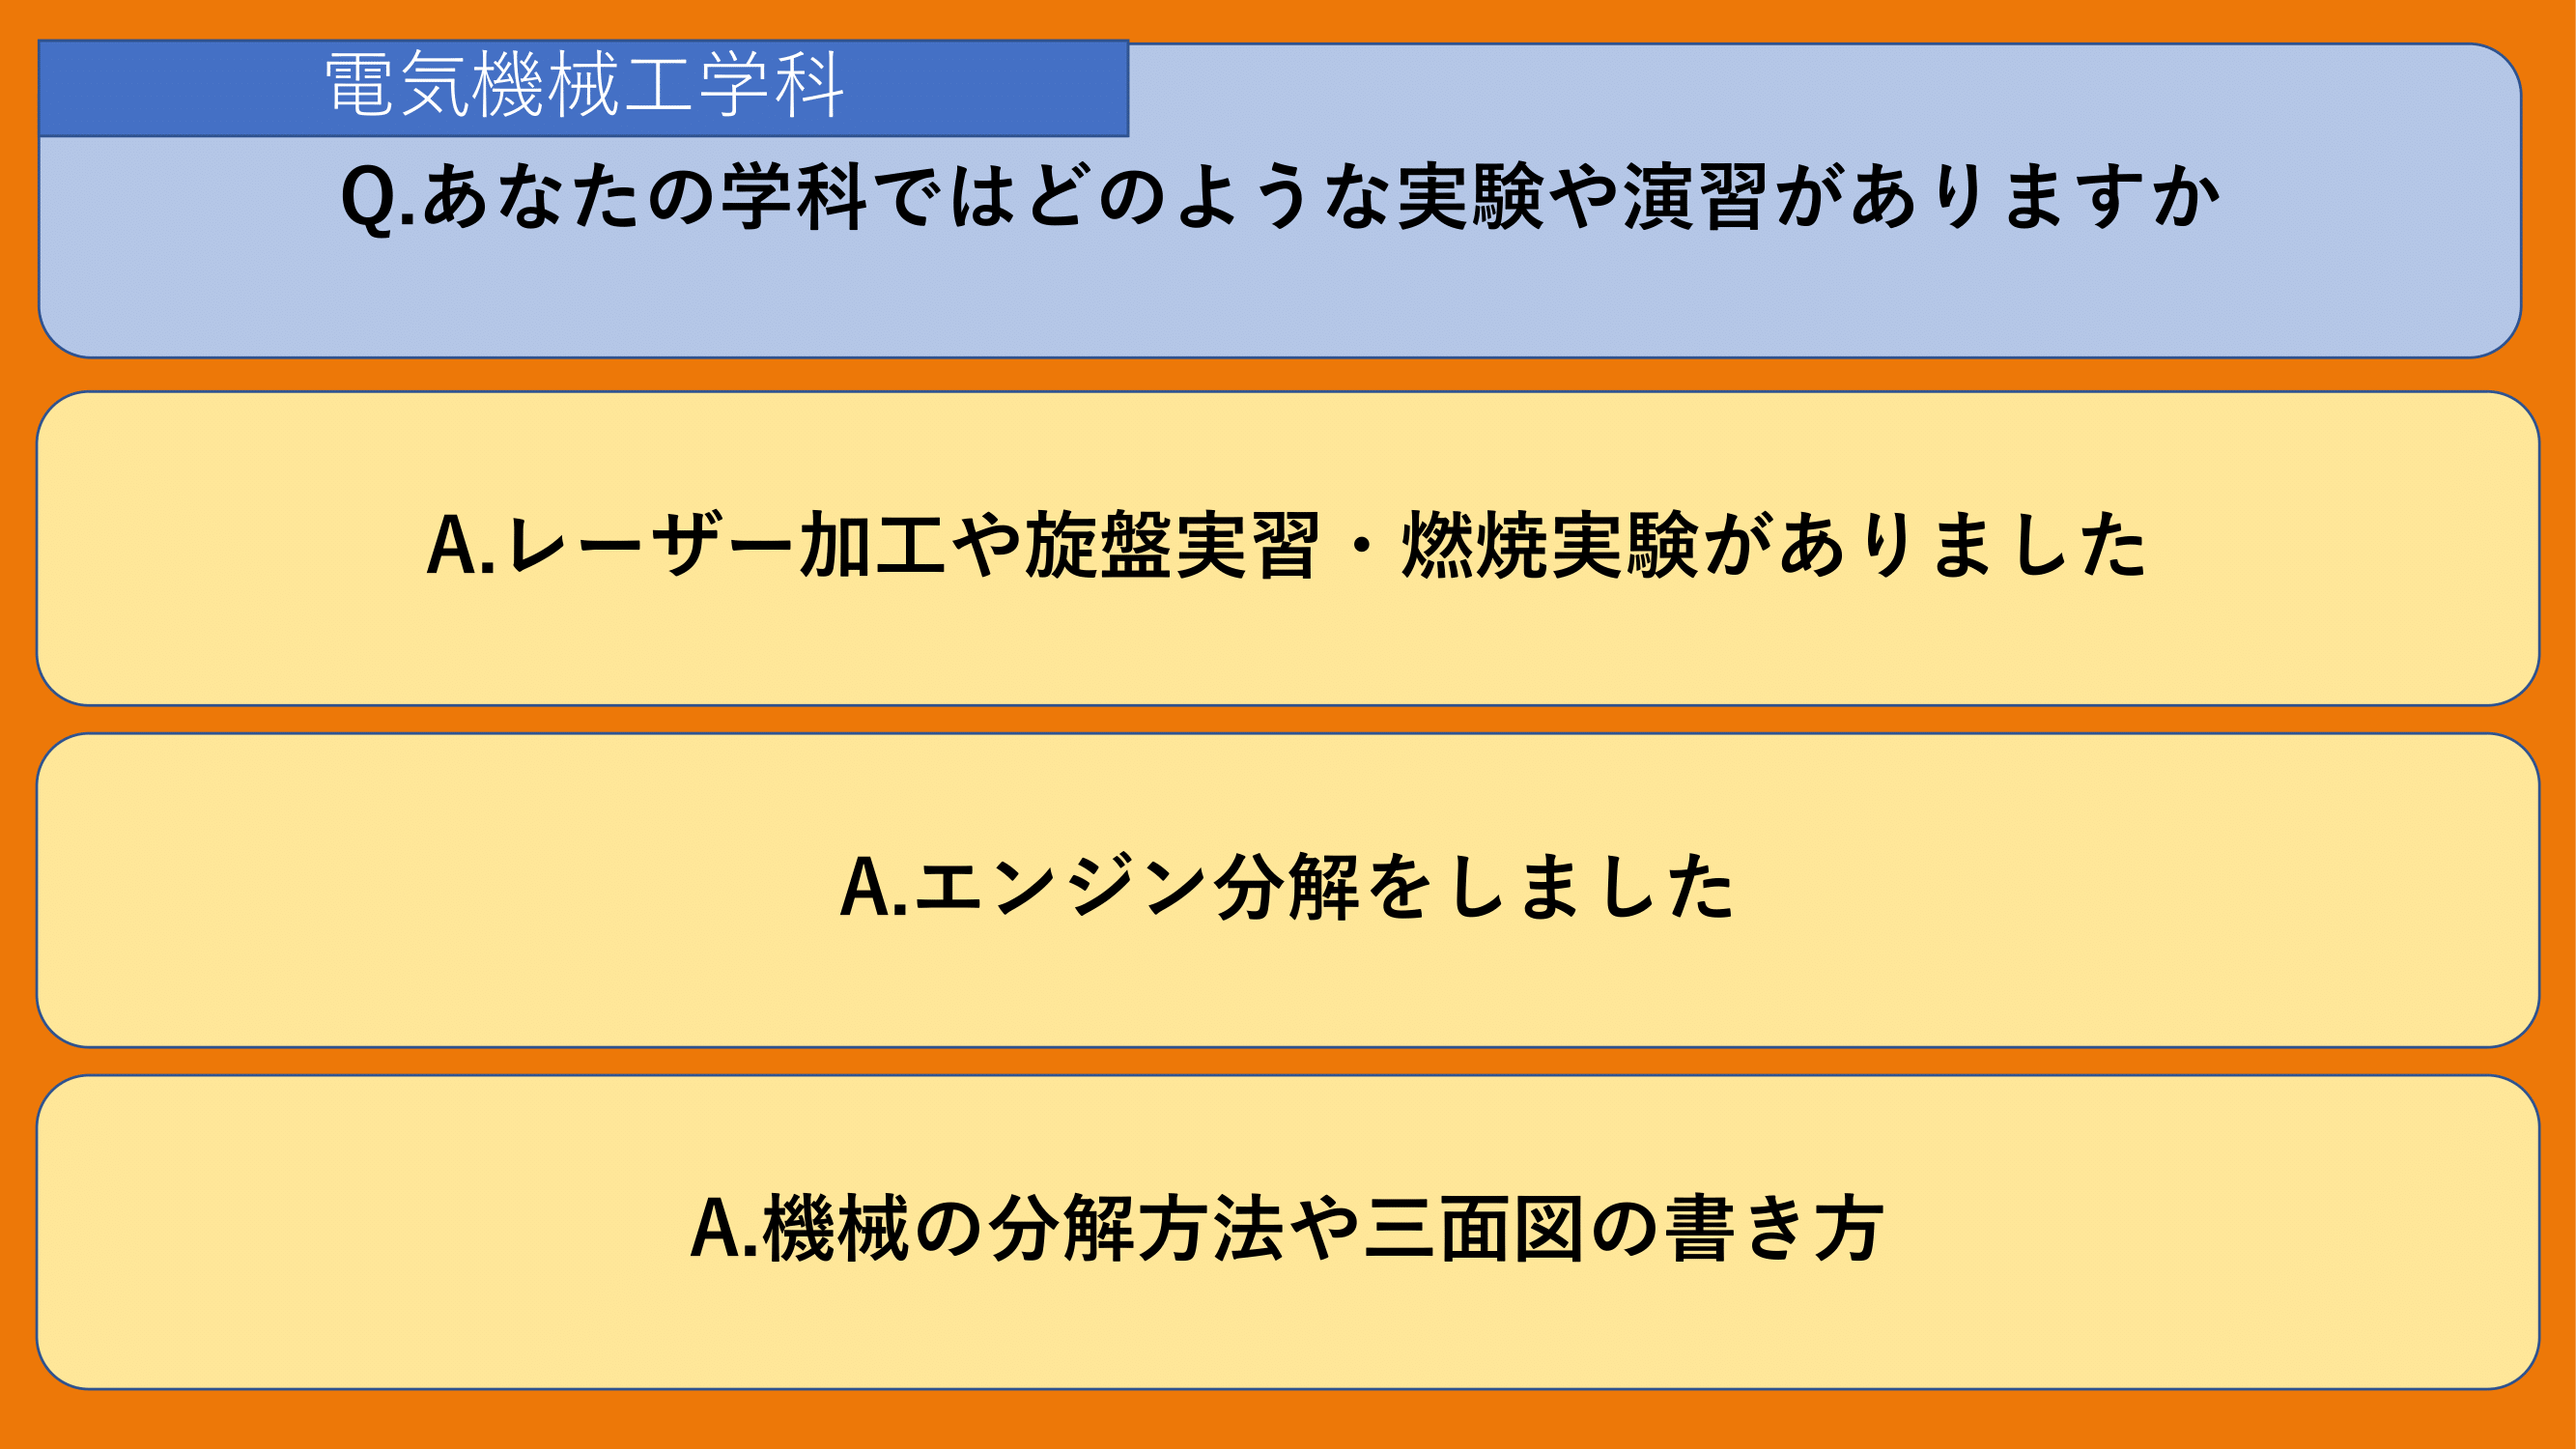 電気機械工学科
Q.あなたの学科ではどのような実験や演習がありますか
A.レーザー加工や旋盤実習・燃焼実験がありました
A.エンジン分解をしました
A.機械の分解方法や三面図の書き方